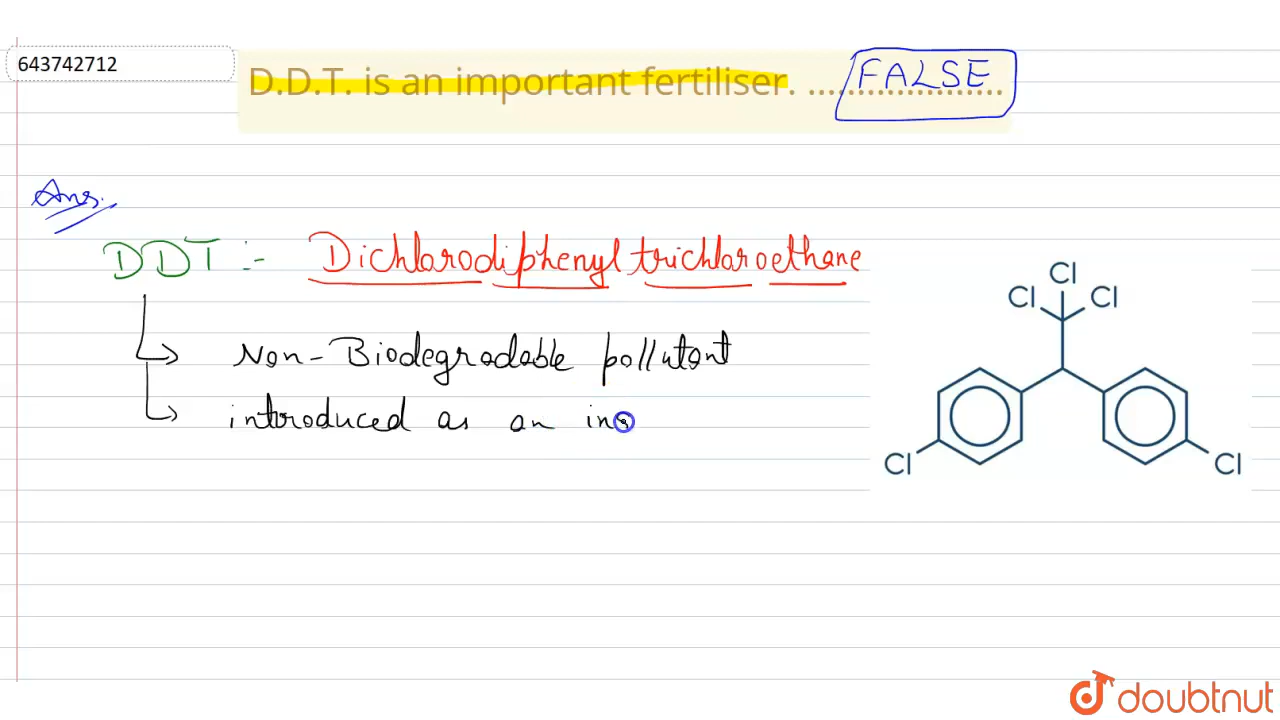 643742712
D.D.T. is an important fertiliser. ..................... FALSE
Ans.
DDT :- Dichlorodiphenyltrichloroethane
Non-Biodegradable pollutant
introduced as an ins
Cl
Cl Cl
Cl Cl
doubtnut